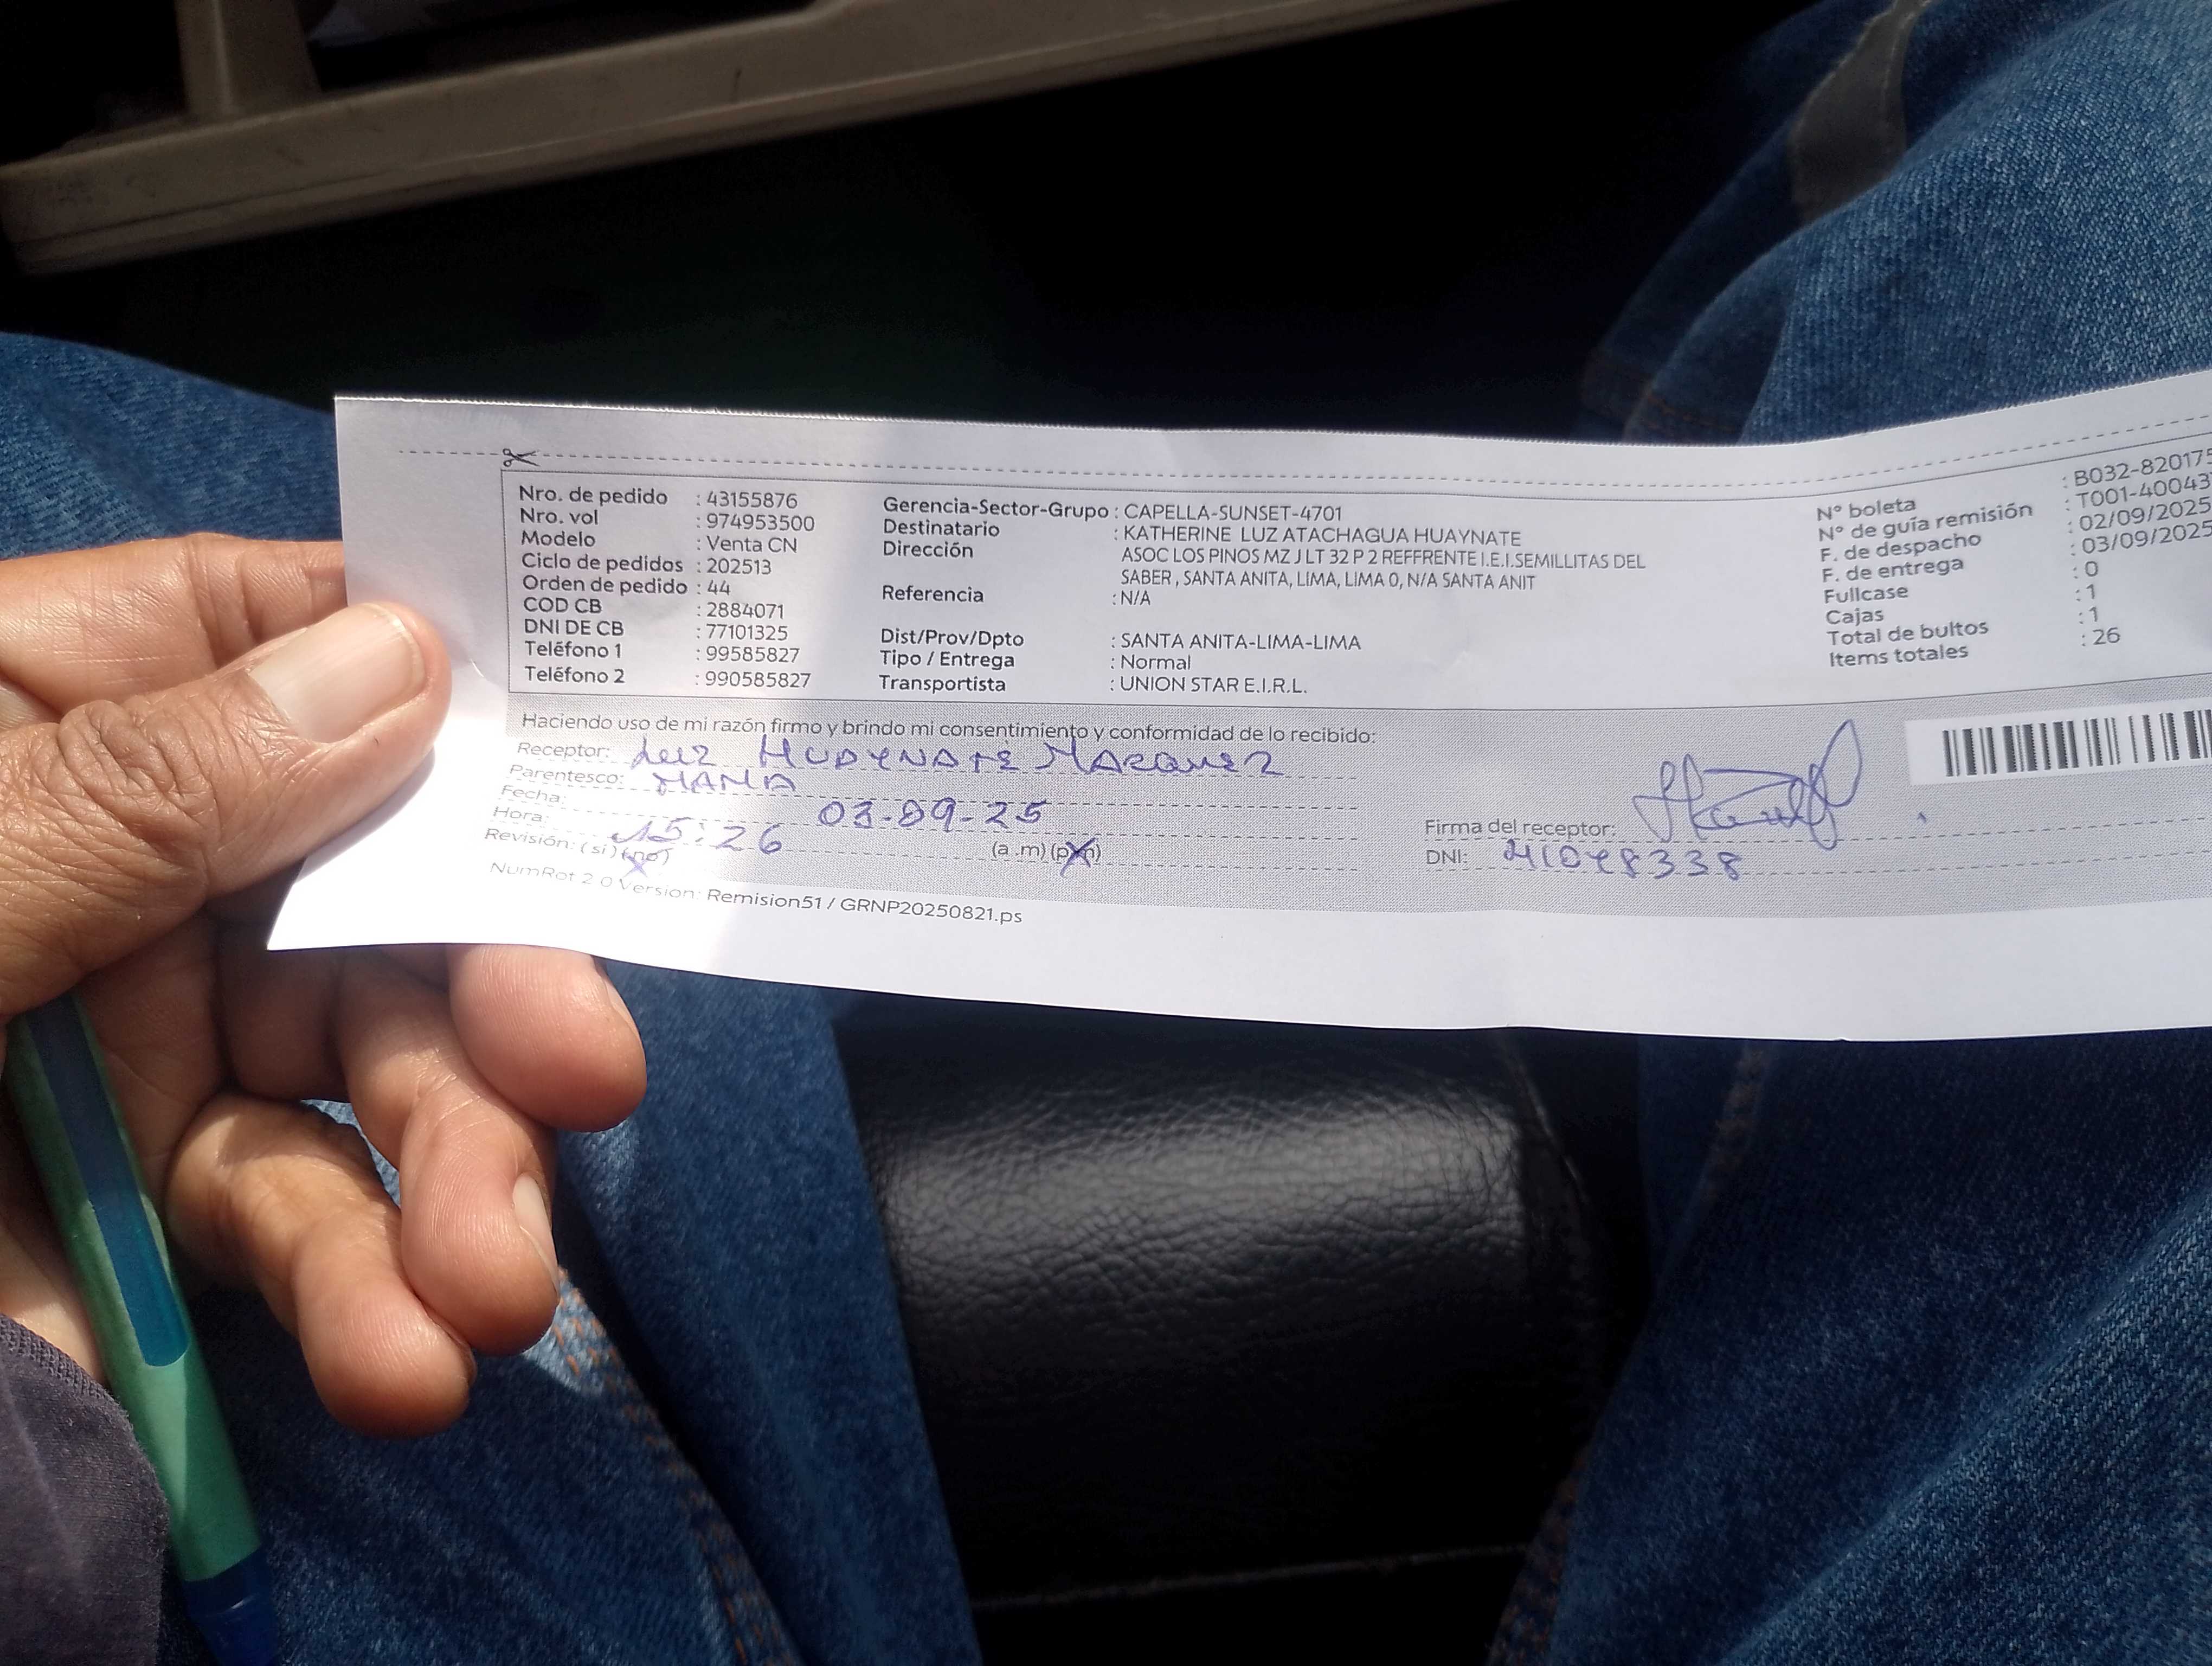 Nro. de pedido : 43155876
Nro. vol : 974953500
Modelo : Venta CN
Ciclo de pedidos : 202513
Orden de pedido : 44
COD CB : 2884071
DNI DE CB : 77101325
Teléfono 1 : 99585827
Teléfono 2 : 990585827
Gerencia-Sector-Grupo : CAPELLA-SUNSET-4701
Destinatario : KATHERINE LUZ ATACHAGUA HUAYNATE
Dirección ASOC LOS PINOS MZ J LT 32 P 2 REFFRENTE I.E.I.SEMILLITAS DEL
SABER , SANTA ANITA, LIMA, LIMA 0, N/A SANTA ANIT
Referencia : N/A
Dist/Prov/Dpto : SANTA ANITA-LIMA-LIMA
Tipo / Entrega : Normal
Transportista : UNION STAR E.I.R.L.
N° boleta : B032-820175
N° de guía remisión : T001-40043
F. de despacho : 02/09/2025
F. de entrega : 03/09/2025
Fullcase : 0
Cajas : 1
Total de bultos : 1
Items totales : 26
Haciendo uso de mi razón firmo y brindo mi consentimiento y conformidad de lo recibido:
Receptor: Luz HUAYNATE MARQUEZ
Parentesco: MAMA
Fecha: 03-09-25
Hora: 15:26 (a .m) (p.m)
Revisión: (si) (no)
Firma del receptor:
DNI:
NumRot 2.0 Version: Remision51 / GRNP20250821.ps